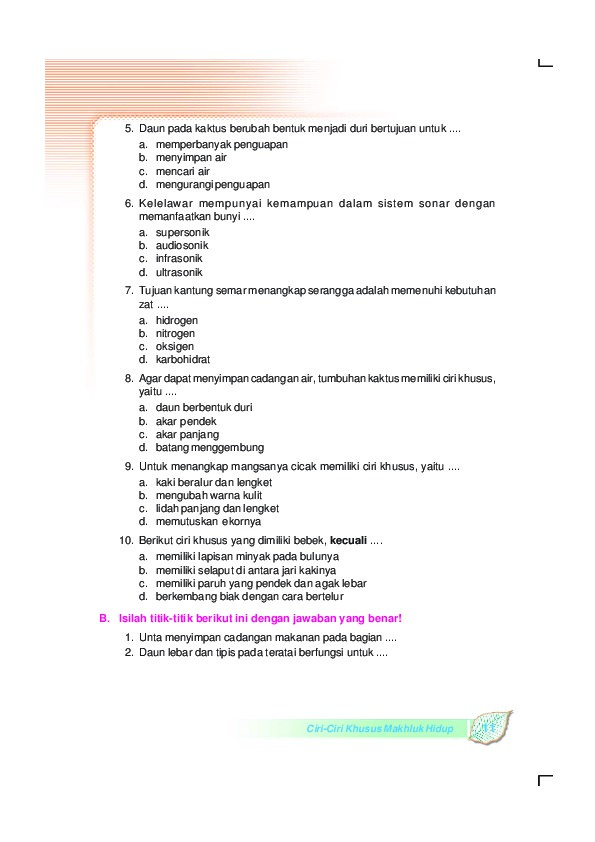 5. Daun pada kaktus berubah bentuk menjadi duri bertujuan untuk ....
a. memperbanyak penguapan
b. menyimpan air
c. mencari air
d. mengurangi penguapan
6. Kelelawar mempunyai kemampuan dalam sistem sonar dengan
memanfaatkan bunyi ....
a. supersonik
b. audiosonik
c. infrasonik
d. ultrasonik
7. Tujuan kantung semar menangkap serangga adalah memenuhi kebutuhan
zat ....
a. hidrogen
b. nitrogen
c. oksigen
d. karbohidrat
8. Agar dapat menyimpan cadangan air, tumbuhan kaktus memiliki ciri khusus,
yaitu ....
a. daun berbentuk duri
b. akar pendek
c. akar panjang
d. batang menggembung
9. Untuk menangkap mangsanya cicak memiliki ciri khusus, yaitu ....
a. kaki beralur dan lengket
b. mengubah warna kulit
c. lidah panjang dan lengket
d. memutuskan ekornya
10. Berikut ciri khusus yang dimiliki bebek, kecuali ....
a. memiliki lapisan minyak pada bulunya
b. memiliki selaput di antara jari kakinya
c. memiliki paruh yang pendek dan agak lebar
d. berkembang biak dengan cara bertelur
B. Isilah titik-titik berikut ini dengan jawaban yang benar!
1. Unta menyimpan cadangan makanan pada bagian ....
2. Daun lebar dan tipis pada teratai berfungsi untuk ....
Ciri-Ciri Khusus Makhluk Hidup